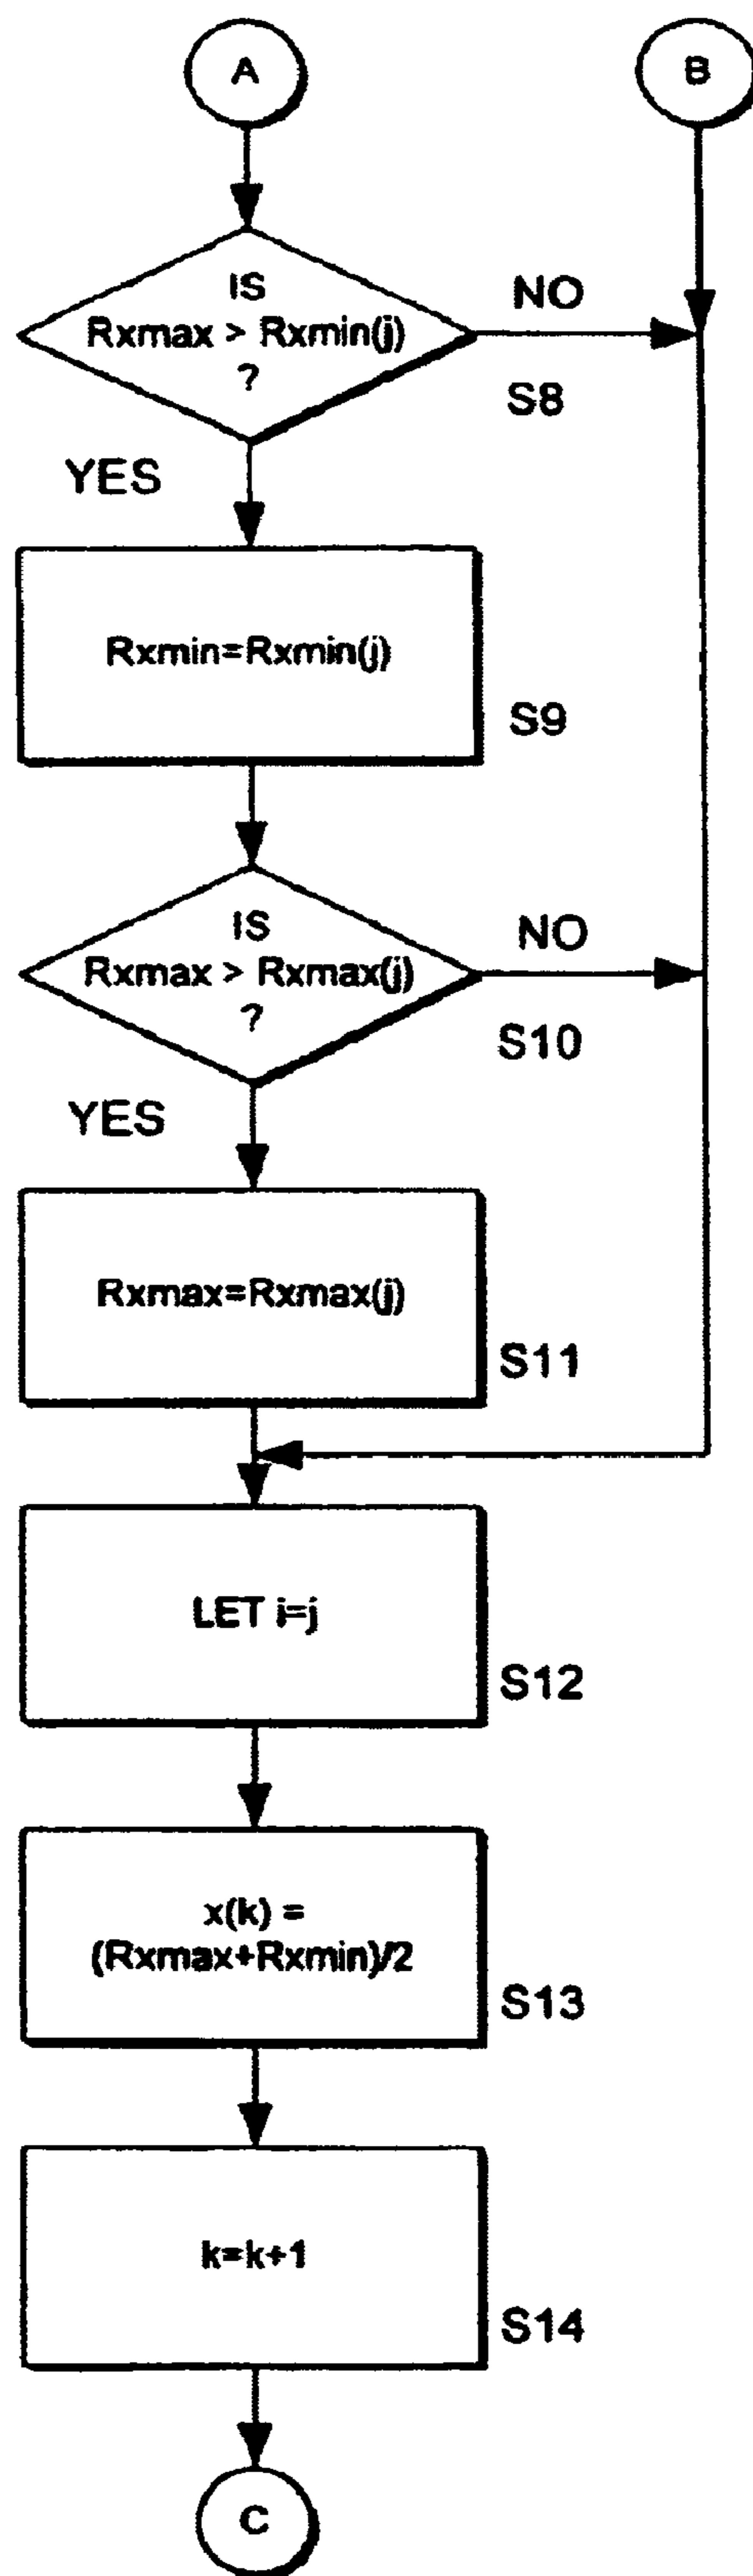 A
B
IS
Rxmax > Rxmin(j)
?
NO
S8
YES
Rxmin=Rxmin(j)
S9
IS
Rxmax > Rxmax(j)
?
NO
S10
YES
Rxmax=Rxmax(j)
S11
LET i=j
S12
x(k) =
(Rxmax+Rxmin)/2
S13
k=k+1
S14
C